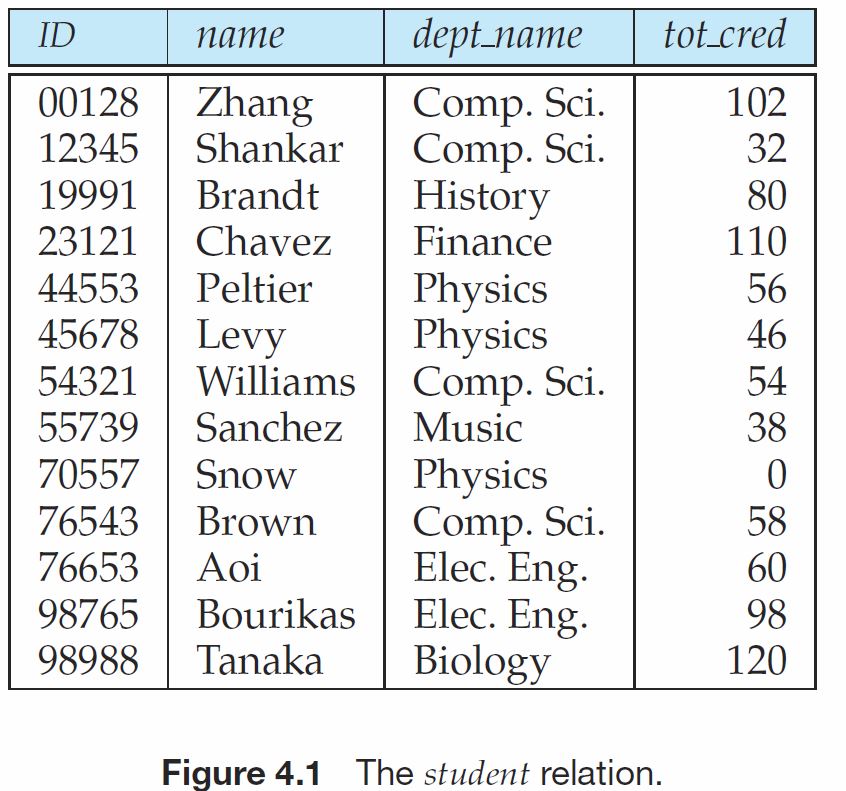 ID name dept_name tot_cred
00128 Zhang Comp. Sci. 102
12345 Shankar Comp. Sci. 32
19991 Brandt History 80
23121 Chavez Finance 110
44553 Peltier Physics 56
45678 Levy Physics 46
54321 Williams Comp. Sci. 54
55739 Sanchez Music 38
70557 Snow Physics 0
76543 Brown Comp. Sci. 58
76653 Aoi Elec. Eng. 60
98765 Bourikas Elec. Eng. 98
98988 Tanaka Biology 120
Figure 4.1 The student relation.